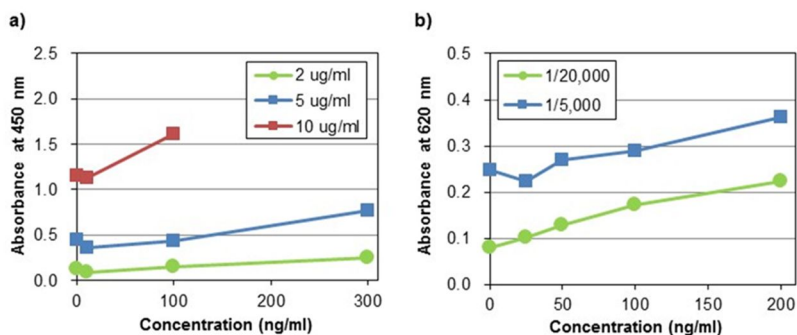 a)
Absorbance at 450 nm
2.5
2.0
1.5
1.0
0.5
0.0
2 ug/ml
5 ug/ml
10 ug/ml
0
100
200
300
Concentration (ng/ml)
b)
Absorbance at 620 nm
0.5
0.4
0.3
0.2
0.1
0.0
1/20,000
1/5,000
0
50
100
150
200
Concentration (ng/ml)